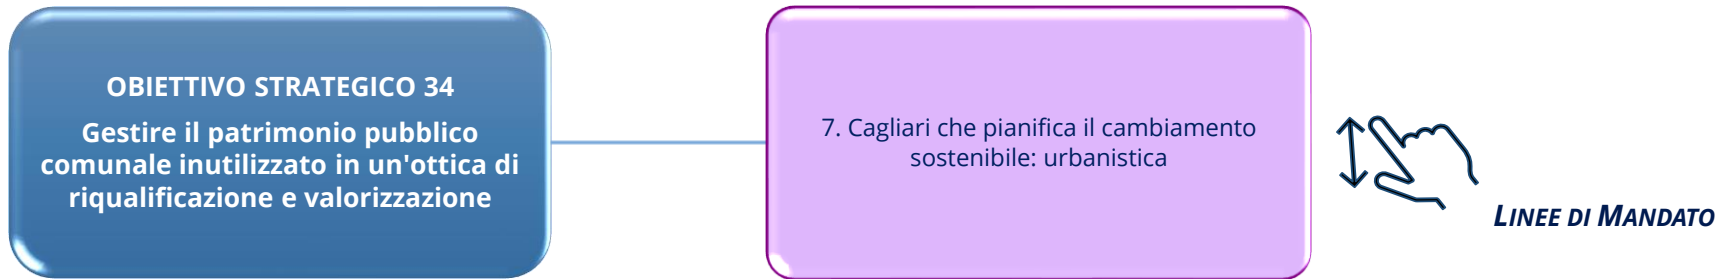 OBIETTIVO STRATEGICO 34
Gestire il patrimonio pubblico
comunale inutilizzato in un'ottica di
riqualificazione e valorizzazione
7. Cagliari che pianifica il cambiamento
sostenibile: urbanistica
LINEE DI MANDATO